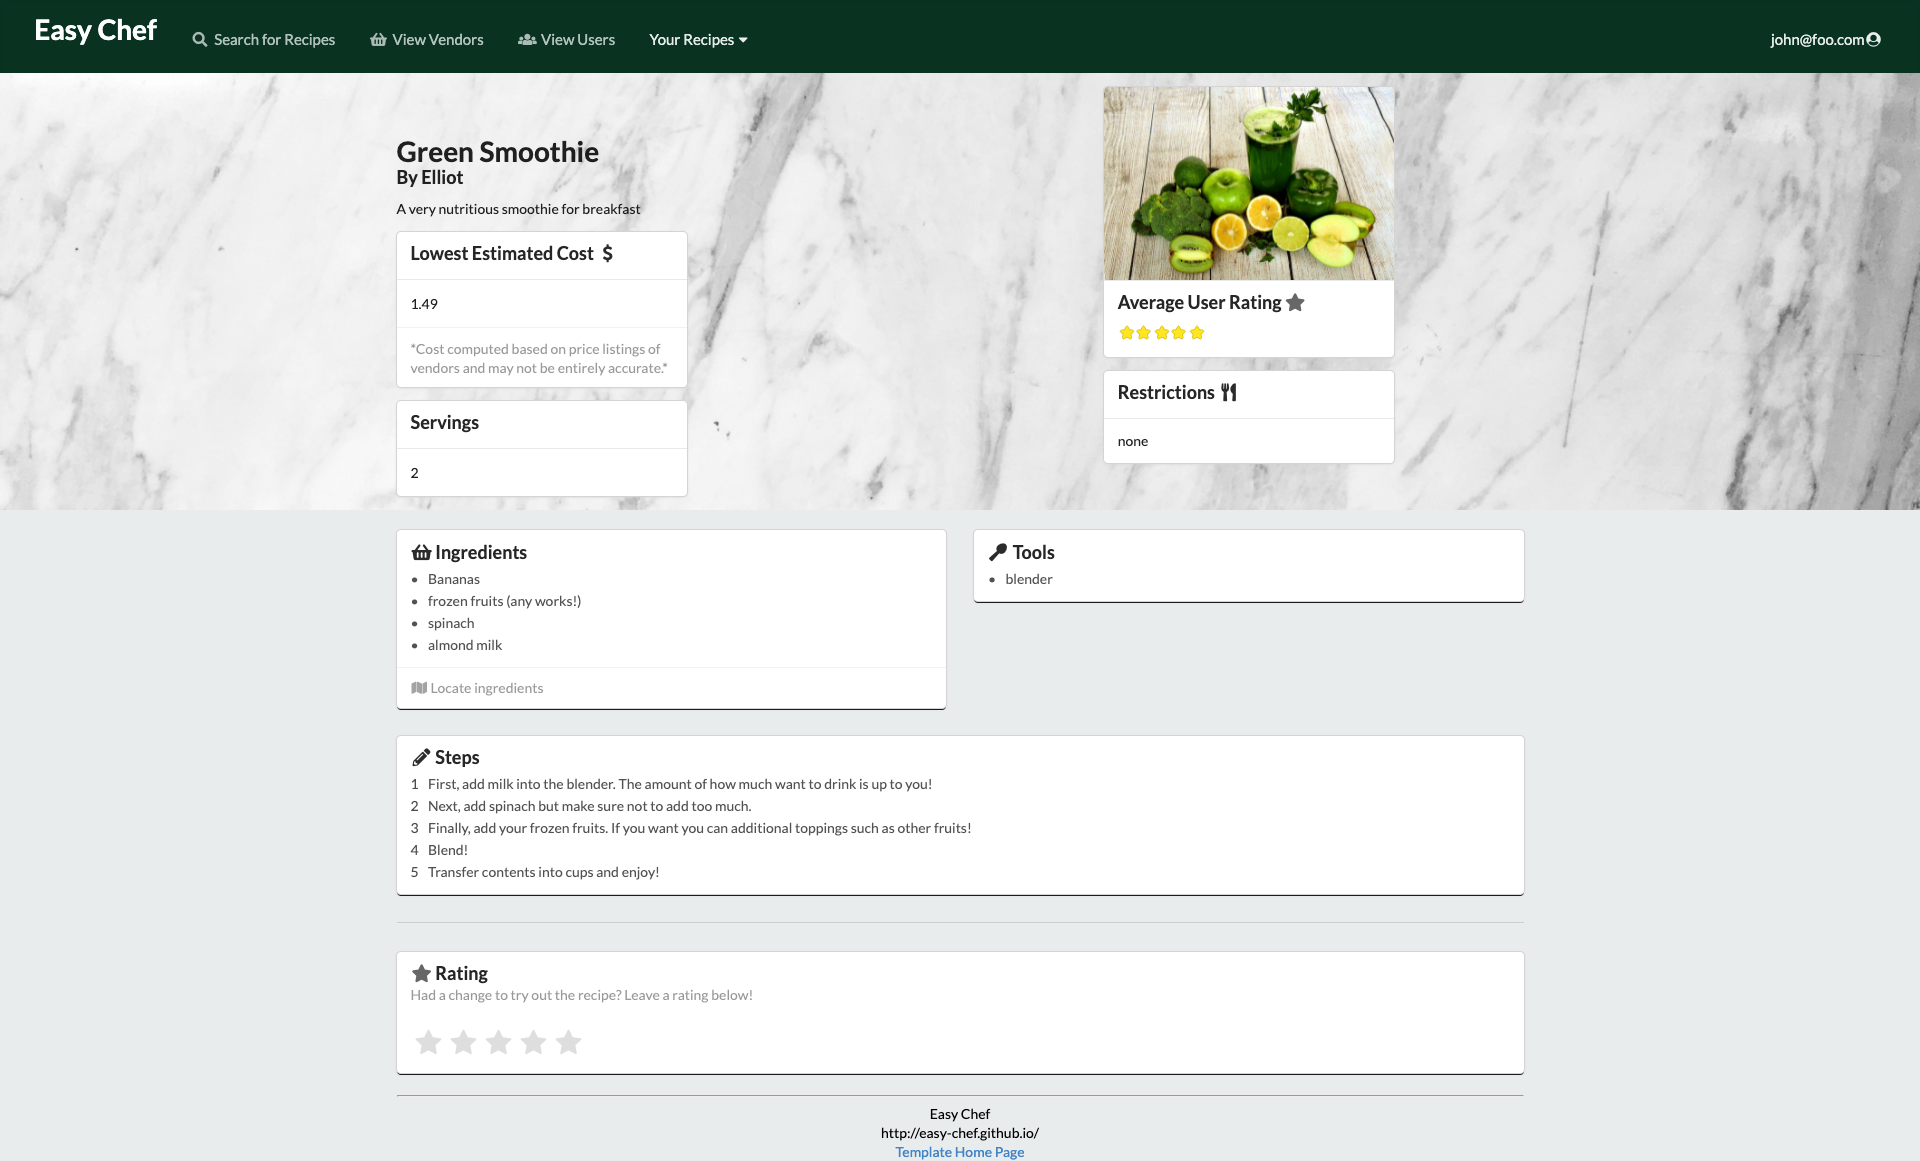 Easy Chef
Search for Recipes
View Vendors
View Users
Your Recipes
john@foo.com
Green Smoothie
By Elliot
A very nutritious smoothie for breakfast
Lowest Estimated Cost
1.49
*Cost computed based on price listings of
vendors and may not be entirely accurate.*
Servings
2
Average User Rating
Restrictions
none
Ingredients
• Bananas
• frozen fruits (any works!)
• spinach
• almond milk
Locate ingredients
Tools
• blender
Steps
1 First, add milk into the blender. The amount of how much want to drink is up to you!
2 Next, add spinach but make sure not to add too much.
3 Finally, add your frozen fruits. If you want you can additional toppings such as other fruits!
4 Blend!
5 Transfer contents into cups and enjoy!
Rating
Had a change to try out the recipe? Leave a rating below!
Easy Chef
http://easy-chef.github.io/
Template Home Page